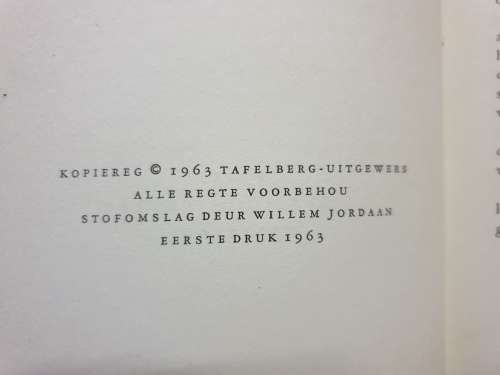 KOPIEREG © 1963 TAFELBERG-UITGEWERS
ALLE REGTE VOORBEHOU
STOFOMSLAG DEUR WILLEM JORDAAN
EERSTE DRUK 1963